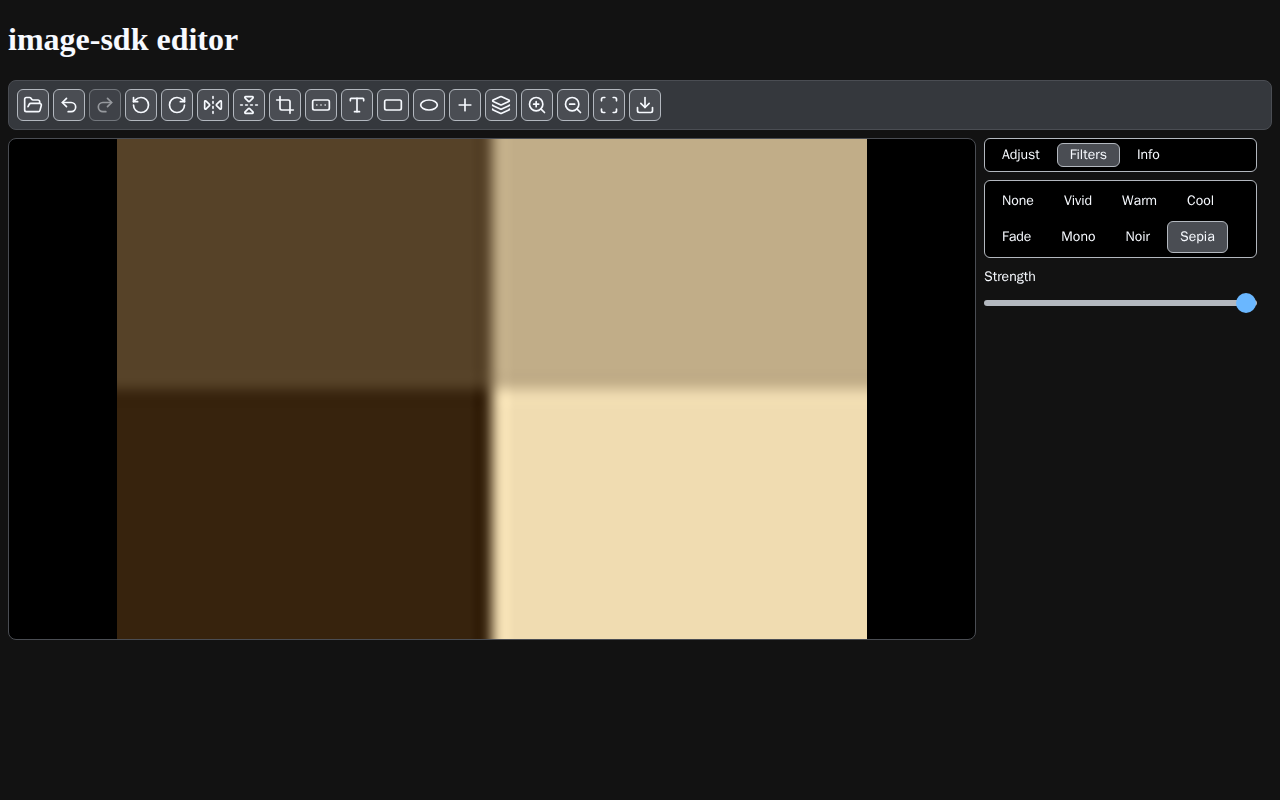 image-sdk editor
Adjust Filters Info
None Vivid Warm Cool
Fade Mono Noir Sepia
Strength